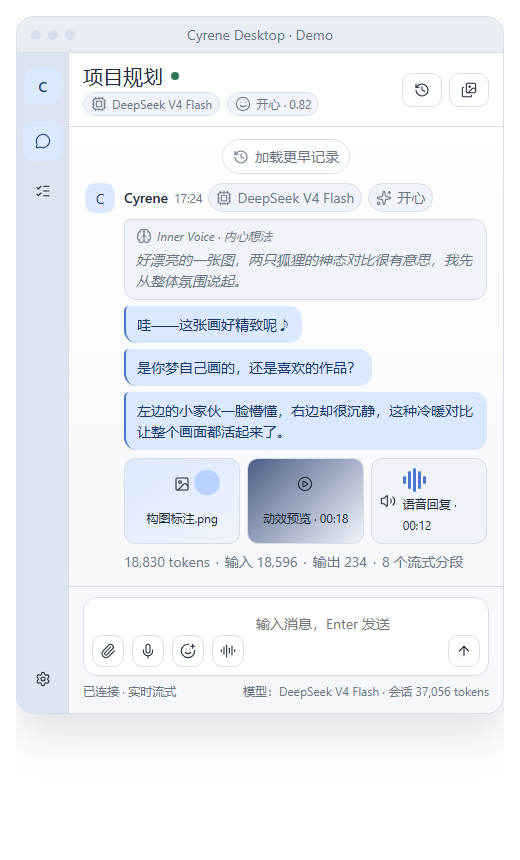 Cyrene Desktop · Demo
C
项目规划
DeepSeek V4 Flash
开心 · 0.82
加载更早记录
C
Cyrene 17:24 DeepSeek V4 Flash 开心
Inner Voice · 内心想法
好漂亮的一张图，两只狐狸的神态对比很有意思，我先
从整体氛围说起。
哇——这张画好精致呢♪
是你梦自己画的，还是喜欢的作品？
左边的小家伙一脸懵懂，右边却很沉静，这种冷暖对比
让整个画面都活起来了。
构图标注.png
动效预览 · 00:18
语音回复 ·
00:12
18,830 tokens · 输入 18,596 · 输出 234 · 8 个流式分段
输入消息，Enter 发送
已连接 · 实时流式
模型：DeepSeek V4 Flash · 会话 37,056 tokens